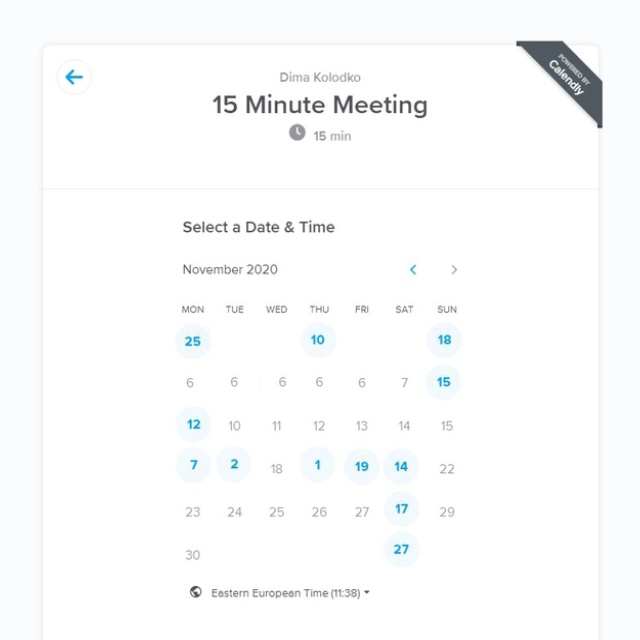 POWERED BY
Calendly
Dima Kolodko
15 Minute Meeting
15 min
Select a Date & Time
November 2020
MON TUE WED THU FRI SAT SUN
25 10 18
6 6 6 6 6 7 15
12 10 11 12 13 14 15
7 2 18 1 19 14 22
23 24 25 26 27 17 29
30 27
Eastern European Time (11:38)